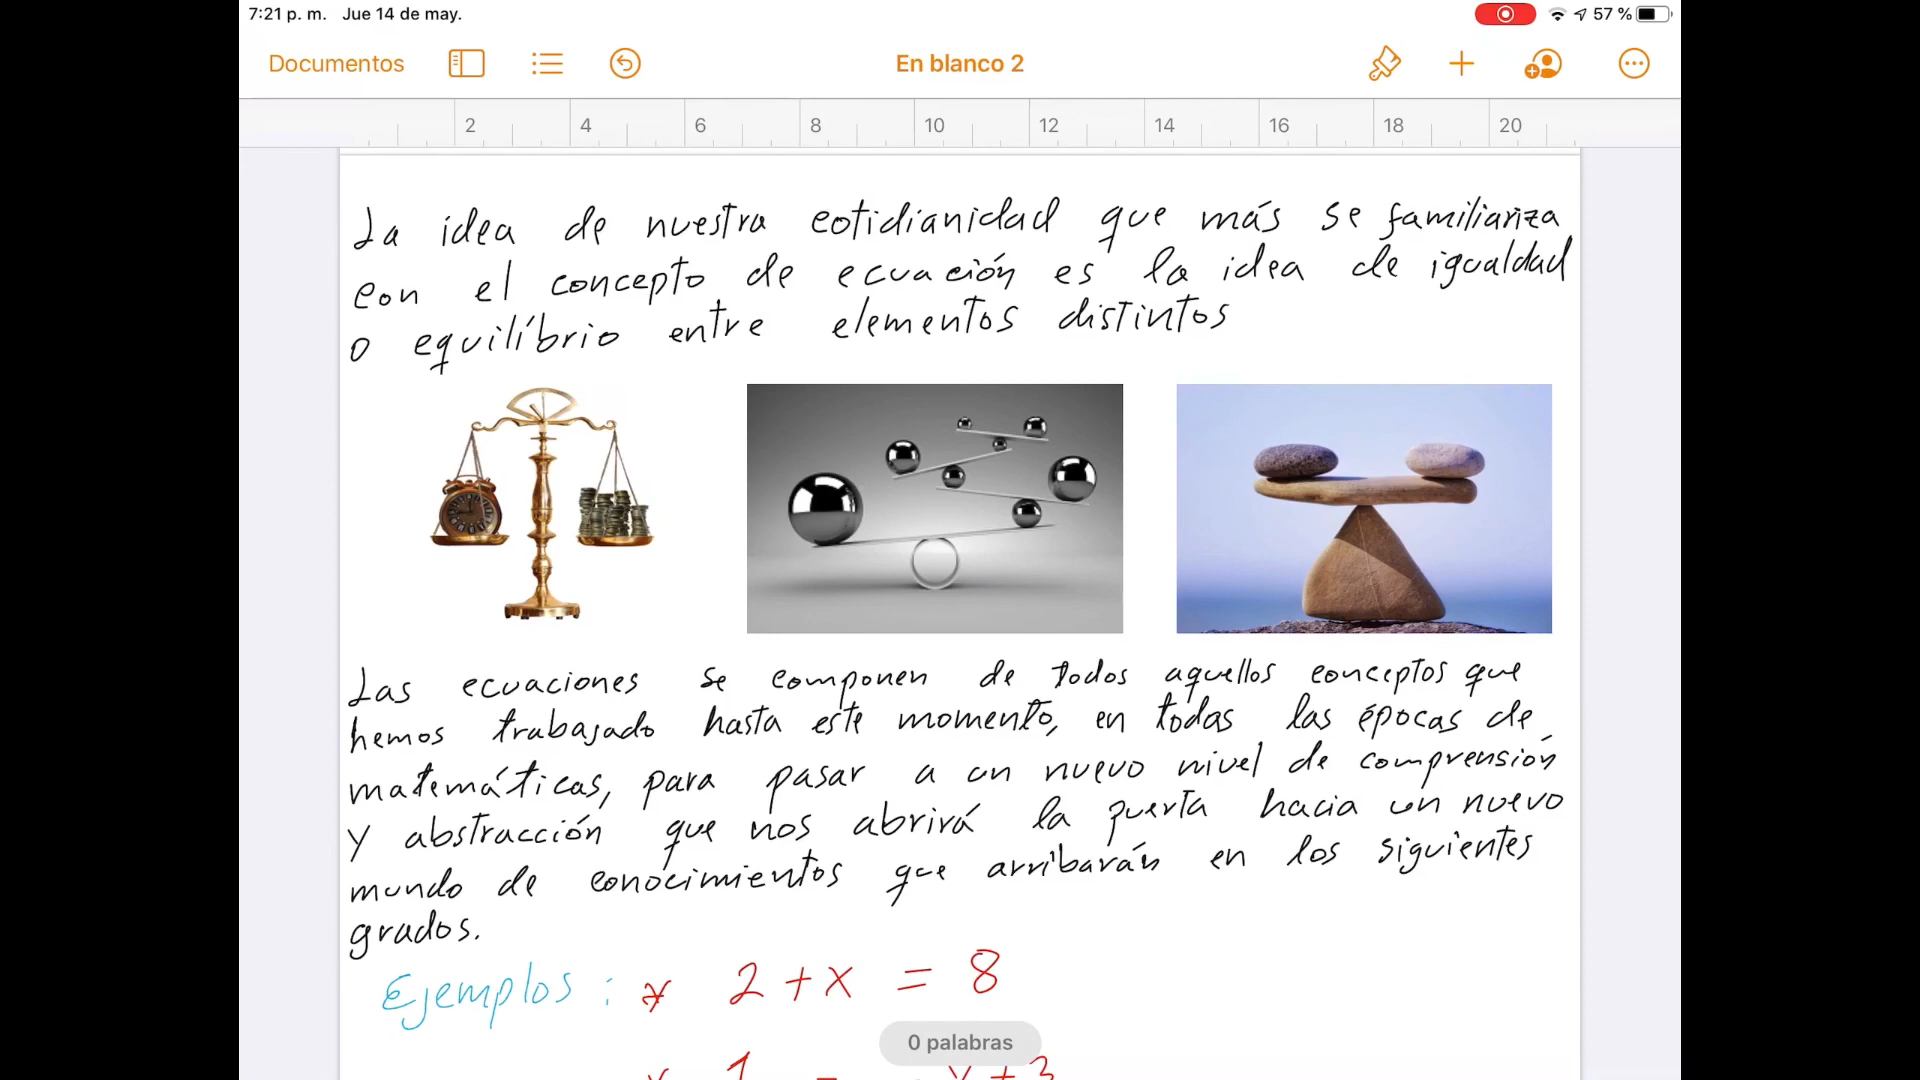 7:21 p. m. Jue 14 de may.
57 %
Documentos
En blanco 2
2 4 6 8 10 12 14 16 18 20
La idea de nuestra cotidianidad que más se familiariza
con el concepto de ecuación es la idea de igualdad
o equilíbrio entre elementos distintos
Las ecuaciones se componen de todos aquellos conceptos que
hemos trabajado hasta este momento, en todas las épocas de
matemáticas, para pasar a un nuevo nivel de comprensión
y abstracción que nos abrirá la puerta hacia un nuevo
mundo de conocimientos que arribarán en los siguientes
grados.
Ejemplos: * 2 + x = 8
0 palabras